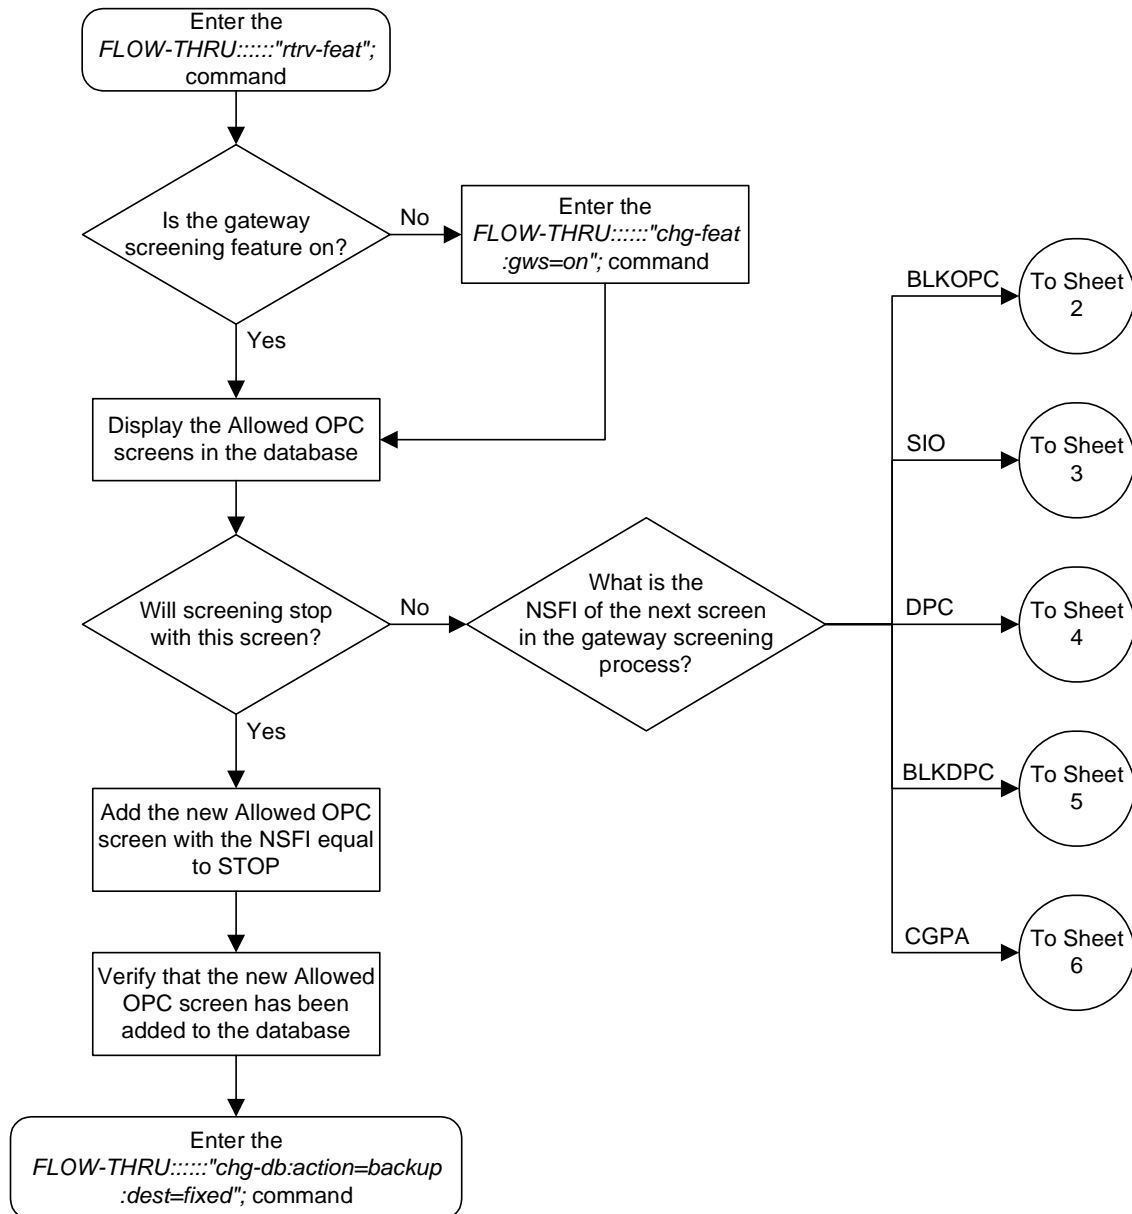 Enter the
FLOW-THRU::::::"rtrv-feat";
command
Is the gateway
screening feature on?
No
Enter the
FLOW-THRU::::::"chg-feat
:gws=on"; command
Yes
Display the Allowed OPC
screens in the database
Will screening stop
with this screen?
No
What is the
NSFI of the next screen
in the gateway screening
process?
BLKOPC
To Sheet
2
SIO
To Sheet
3
DPC
To Sheet
4
BLKDPC
To Sheet
5
CGPA
To Sheet
6
Yes
Add the new Allowed OPC
screen with the NSFI equal
to STOP
Verify that the new Allowed
OPC screen has been
added to the database
Enter the
FLOW-THRU::::::"chg-db:action=backup
:dest=fixed"; command